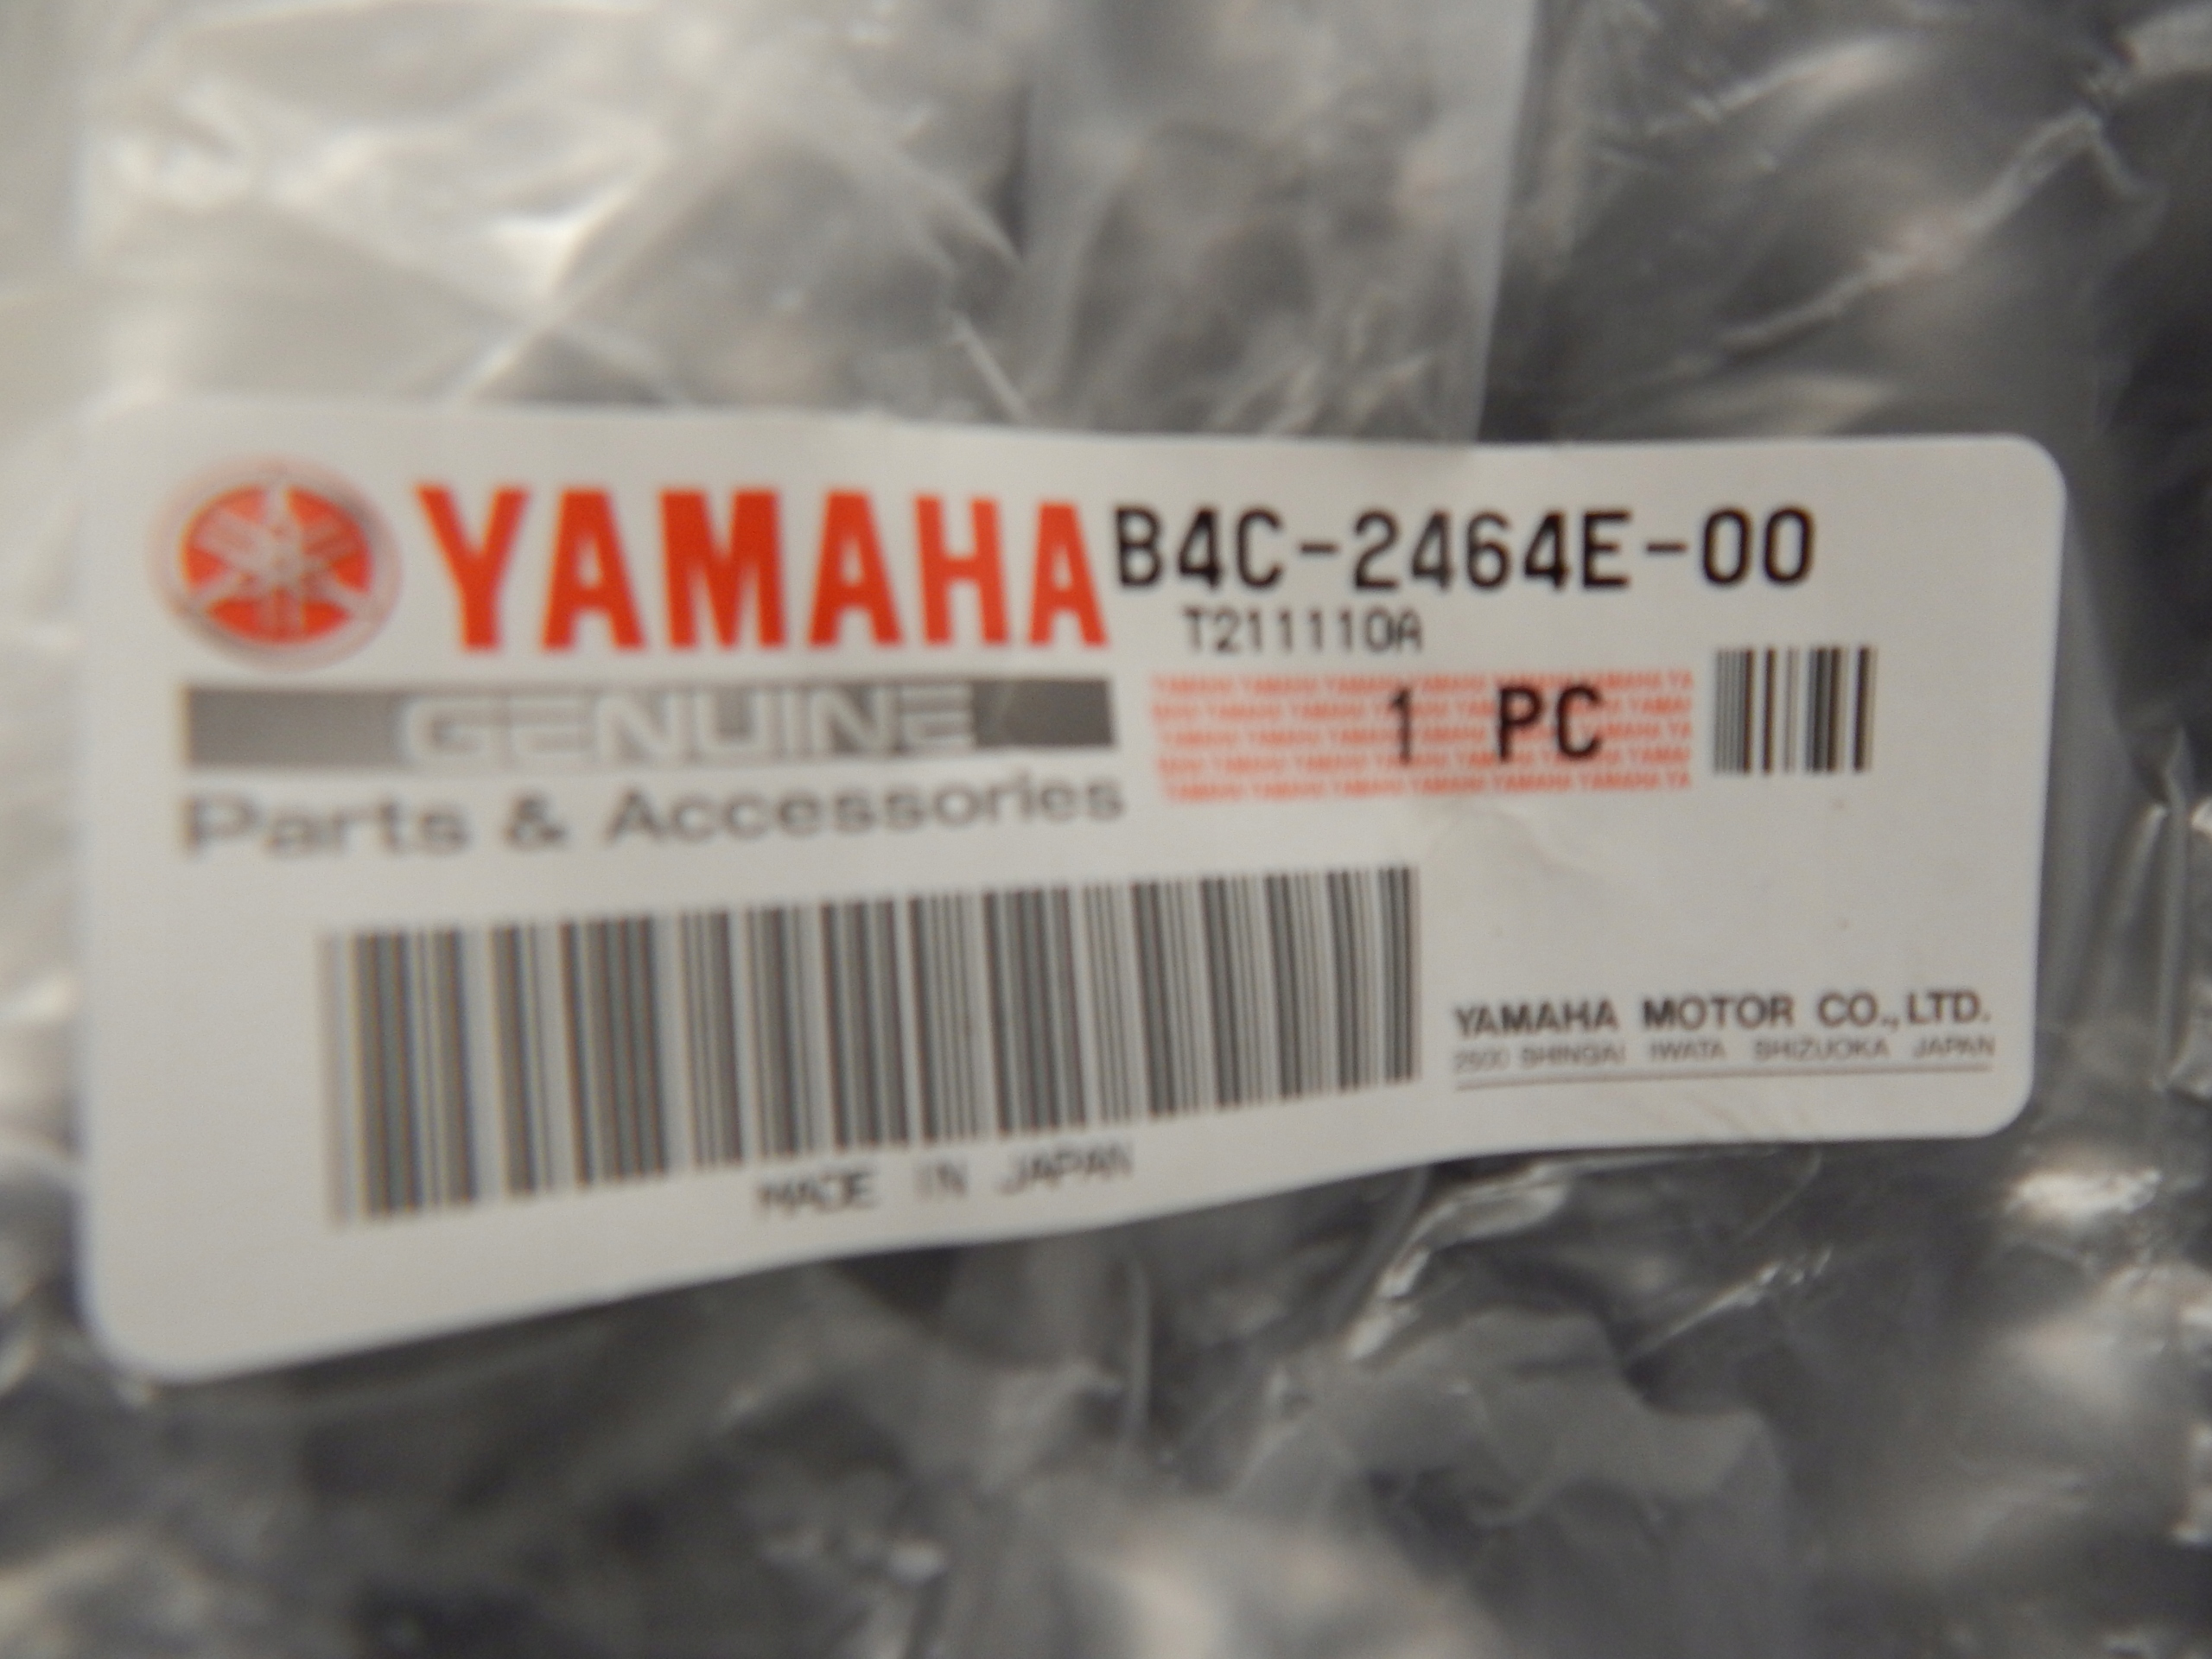 YAMAHA B4C-2464E-00
T211110A
GENUINE
1 PC
Parts & Accessories
YAMAHA MOTOR CO., LTD.
2500 SHINGAI IWATA SHIZUOKA JAPAN
MADE IN JAPAN